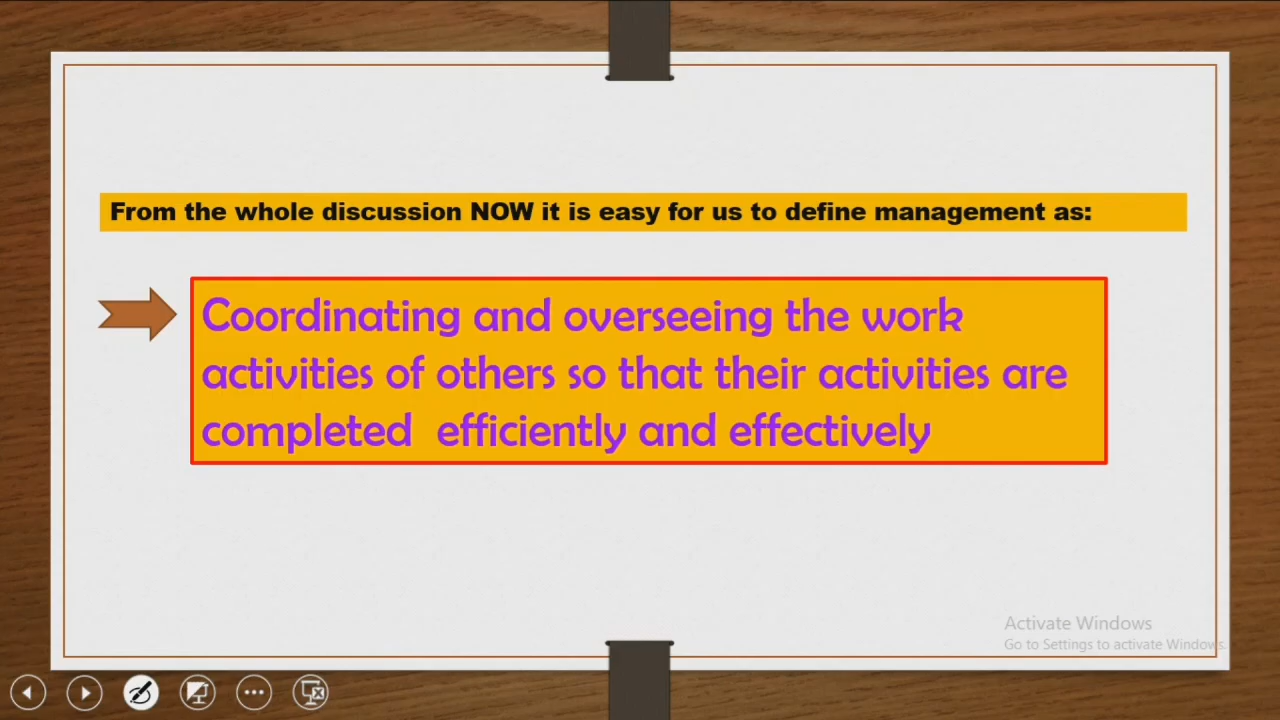 From the whole discussion NOW it is easy for us to define management as:
Coordinating and overseeing the work
activities of others so that their activities are
completed efficiently and effectively
Activate Windows
Go to Settings to activate Windows.